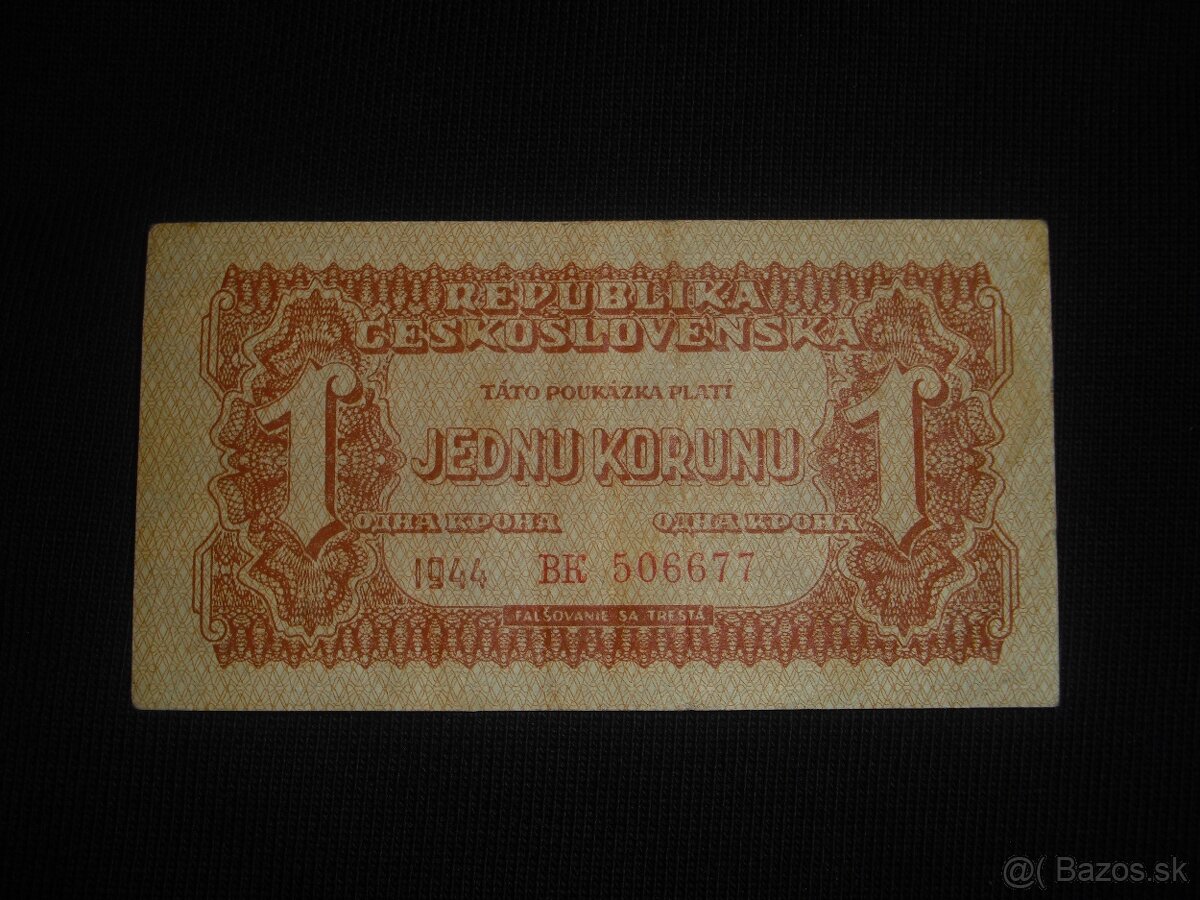 REPUBLIKA
ČESKOSLOVENSKÁ
TÁTO POUKÁZKA PLATÍ
1 JEDNU KORUNU 1
ОДНА КРОНА ОДНА КРОНА
1944 ВК 506677
FALŠOVANIE SA TRESTÁ
@( Bazos.sk